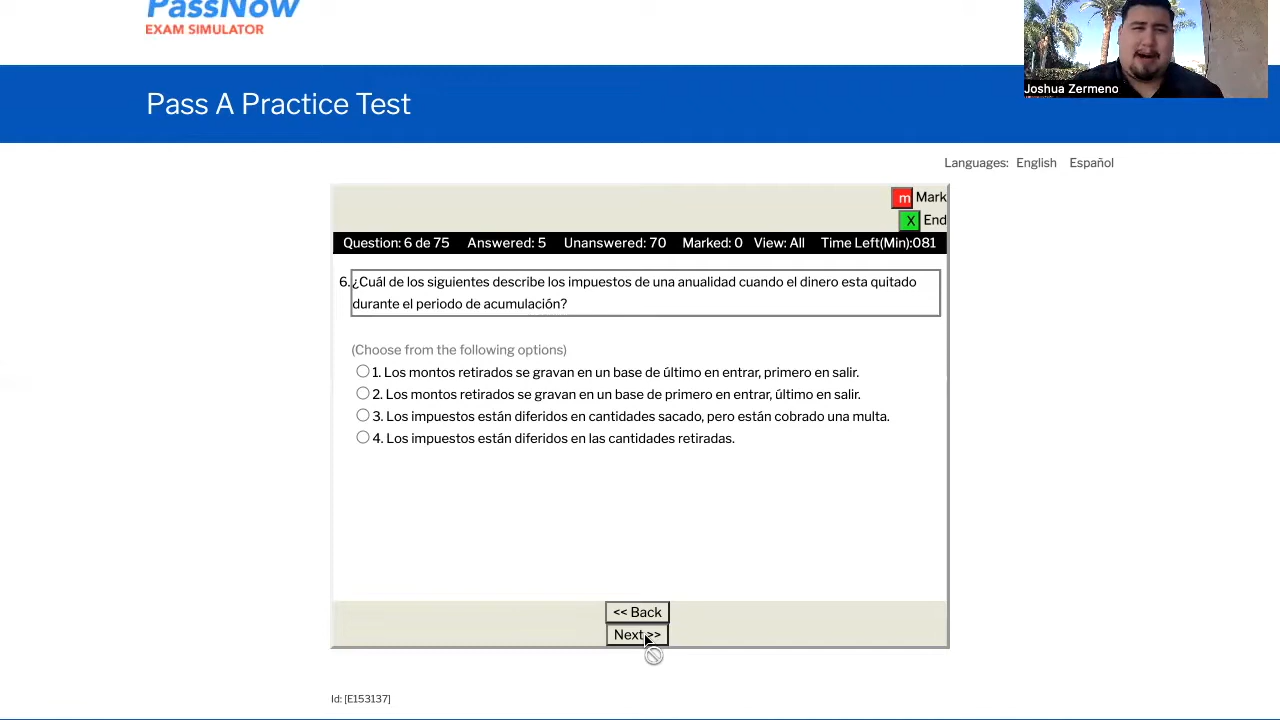 PassNow
EXAM SIMULATOR
Joshua Zermeno
Pass A Practice Test
Languages: English Español
m Mark
X End
Question: 6 de 75 Answered: 5 Unanswered: 70 Marked: 0 View: All Time Left(Min):081
6. ¿Cuál de los siguientes describe los impuestos de una anualidad cuando el dinero esta quitado
durante el periodo de acumulación?
(Choose from the following options)
1. Los montos retirados se gravan en un base de último en entrar, primero en salir.
2. Los montos retirados se gravan en un base de primero en entrar, último en salir.
3. Los impuestos están diferidos en cantidades sacado, pero están cobrado una multa.
4. Los impuestos están diferidos en las cantidades retiradas.
<< Back
Next >>
Id: [E153137]